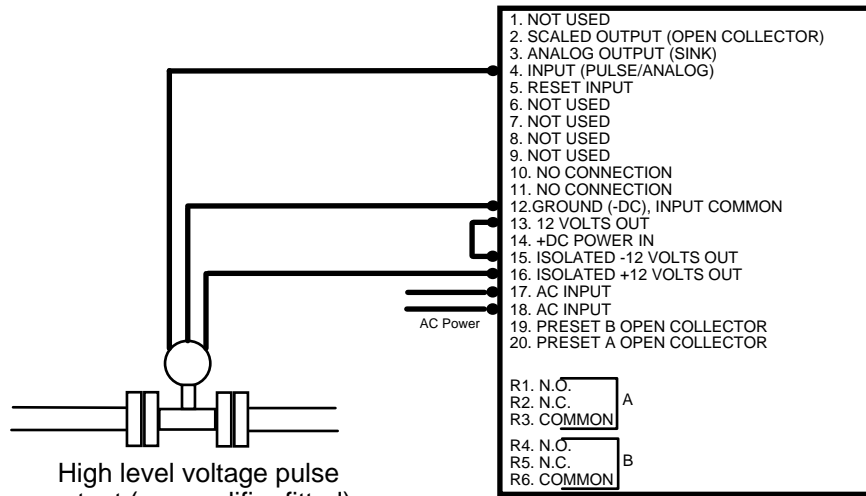 1. NOT USED
2. SCALED OUTPUT (OPEN COLLECTOR)
3. ANALOG OUTPUT (SINK)
4. INPUT (PULSE/ANALOG)
5. RESET INPUT
6. NOT USED
7. NOT USED
8. NOT USED
9. NOT USED
10. NO CONNECTION
11. NO CONNECTION
12.GROUND (-DC), INPUT COMMON
13. 12 VOLTS OUT
14. +DC POWER IN
15. ISOLATED -12 VOLTS OUT
16. ISOLATED +12 VOLTS OUT
17. AC INPUT
18. AC INPUT
AC Power
19. PRESET B OPEN COLLECTOR
20. PRESET A OPEN COLLECTOR
R1. N.O.
R2. N.C.
R3. COMMON
A
R4. N.O.
R5. N.C.
R6. COMMON
B
High level voltage pulse